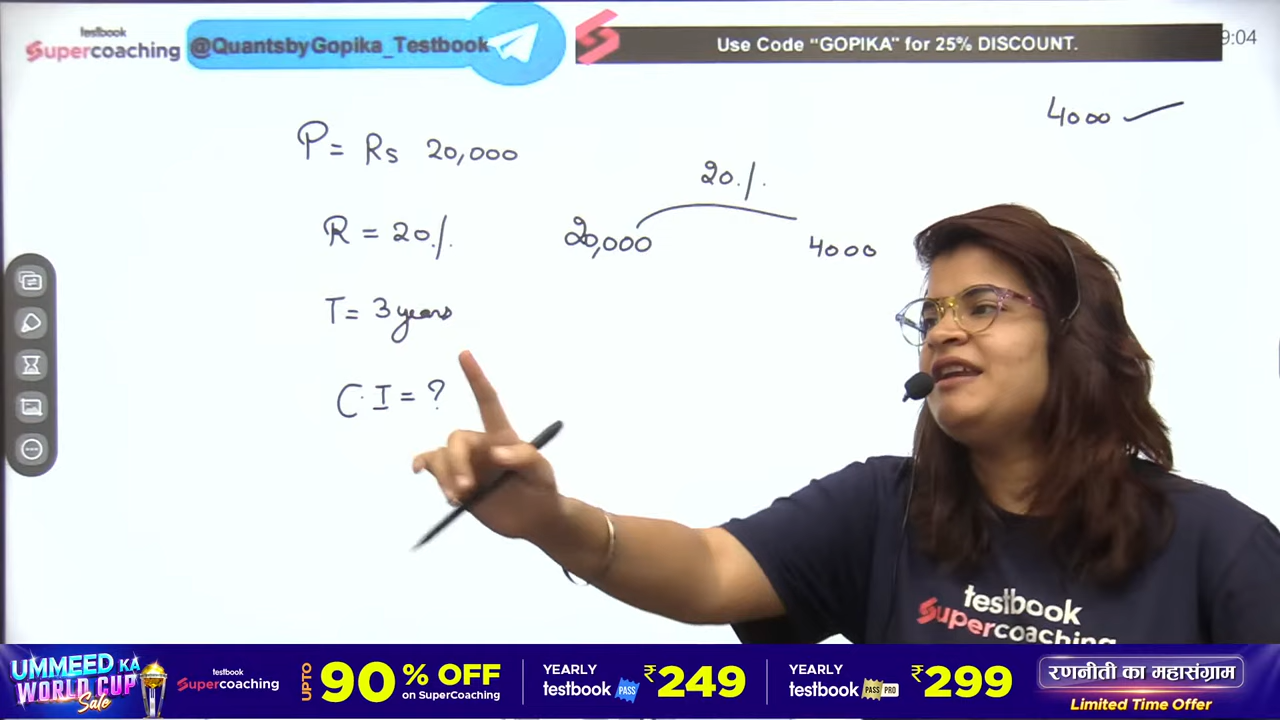 testbook
Supercoaching
@QuantsbyGopika_Testbook
Use Code "GOPIKA" for 25% DISCOUNT.
9:04
4000
P = Rs 20,000
20%
R = 20%
20,000
4000
T = 3 years
C.I = ?
testbook
Supercoaching
UMMEED KA
WORLD CUP
Sale
testbook
Supercoaching
UPTO
90% OFF
on SuperCoaching
YEARLY
testbook PASS
₹249
YEARLY
testbook PASS PRO
₹299
रणनीती का महासंग्राम
Limited Time Offer